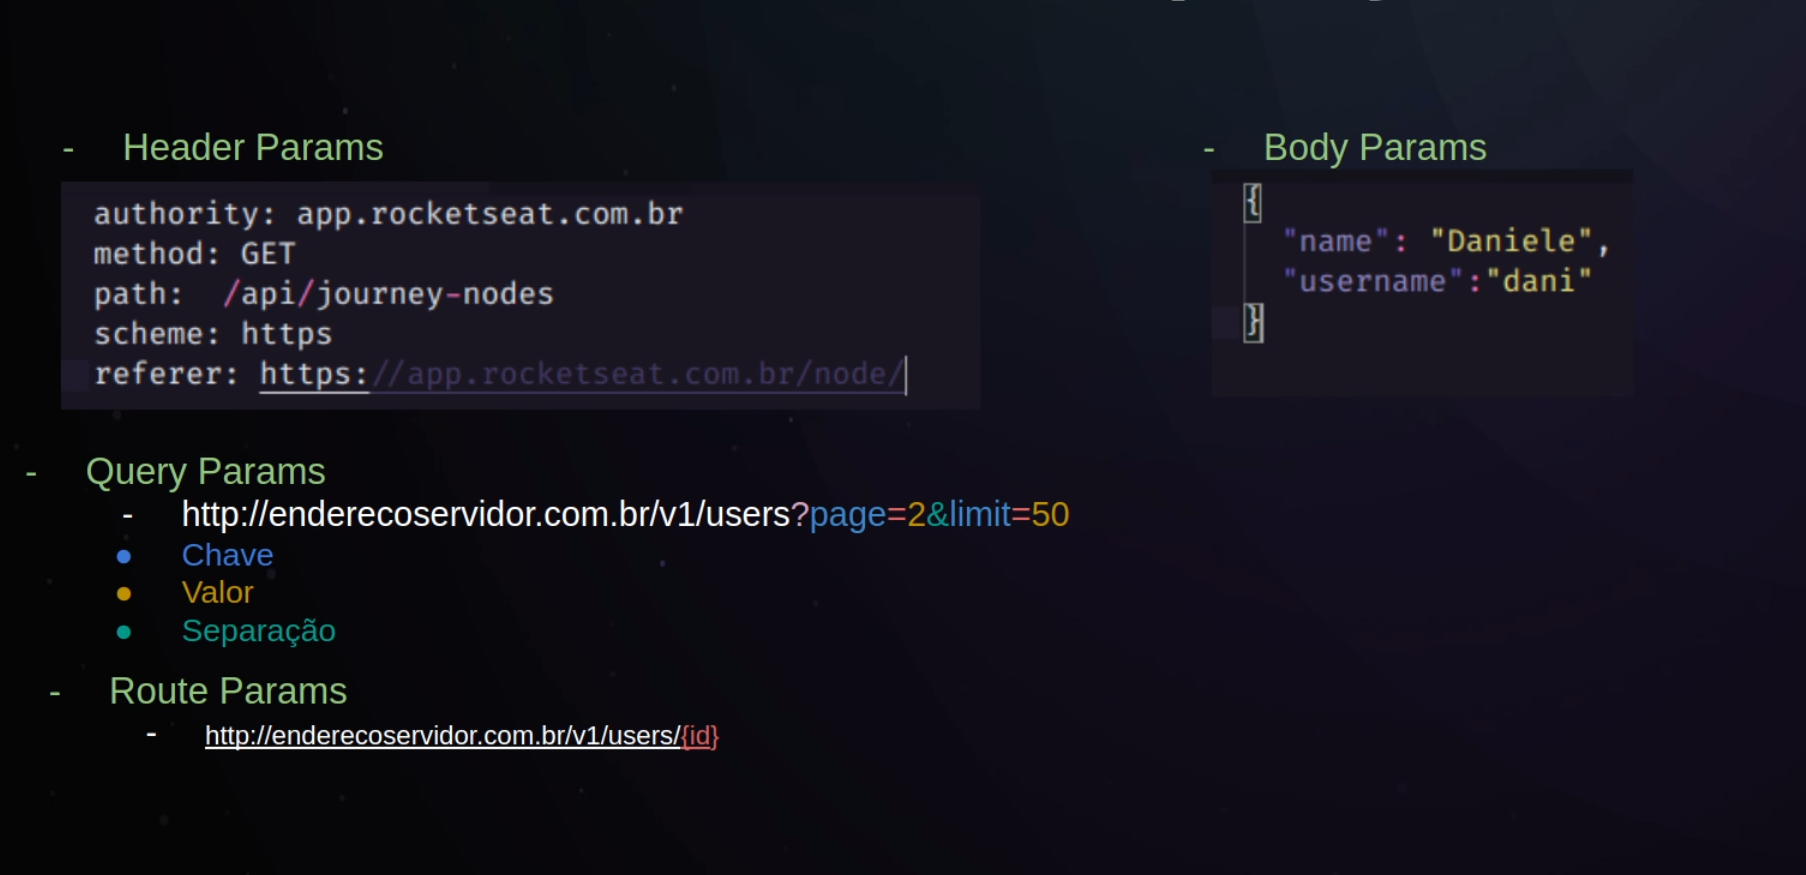 - Header Params
authority: app.rocketseat.com.br
method: GET
path:  /api/journey-nodes
scheme: https
referer: https://app.rocketseat.com.br/node/
- Body Params
{
"name": "Daniele",
"username":"dani"
}
- Query Params
- http://enderecoservidor.com.br/v1/users?page=2&limit=50
● Chave
● Valor
● Separação
- Route Params
- http://enderecoservidor.com.br/v1/users/{id}